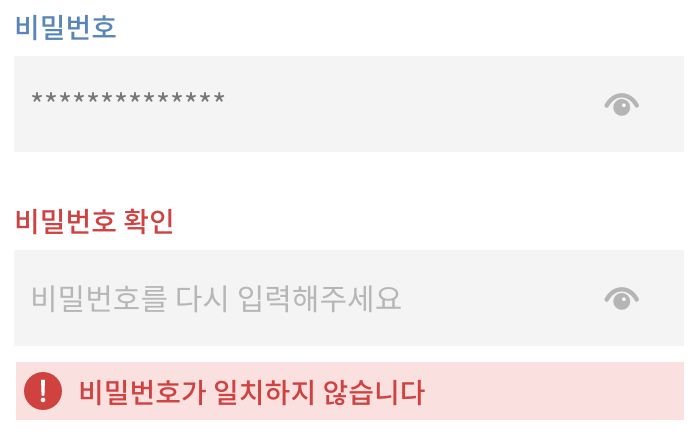 비밀번호
**************
비밀번호 확인
비밀번호를 다시 입력해주세요
비밀번호가 일치하지 않습니다